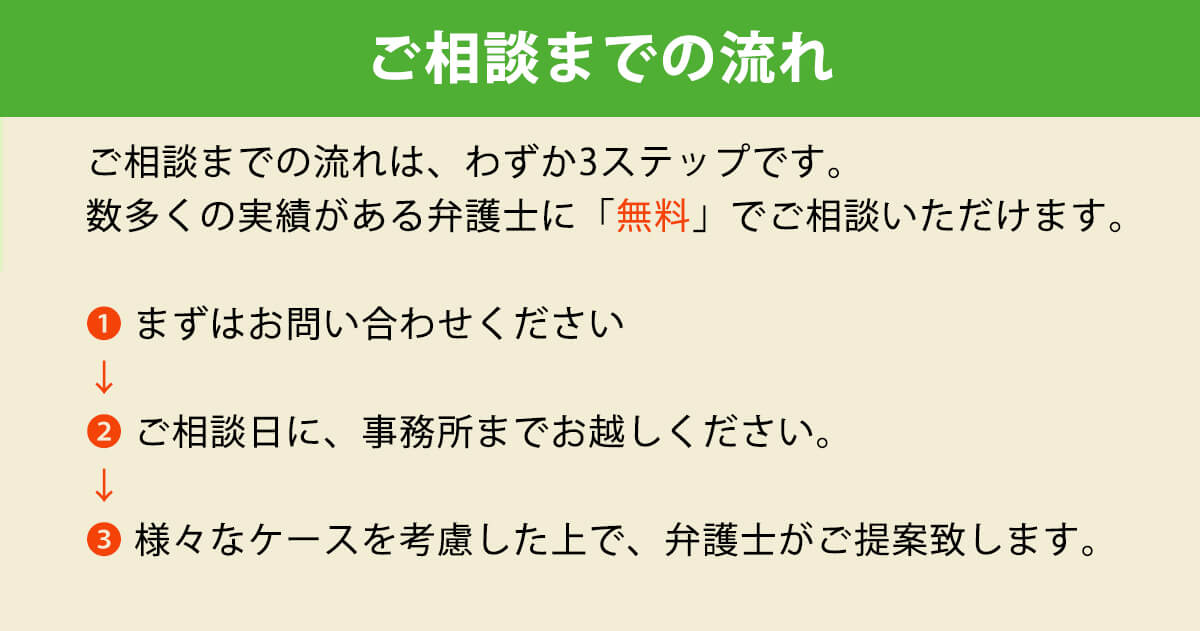 ご相談までの流れ
ご相談までの流れは、わずか3ステップです。
数多くの実績がある弁護士に「無料」でご相談いただけます。
❶ まずはお問い合わせください
↓
❷ ご相談日に、事務所までお越しください。
↓
❸ 様々なケースを考慮した上で、弁護士がご提案致します。